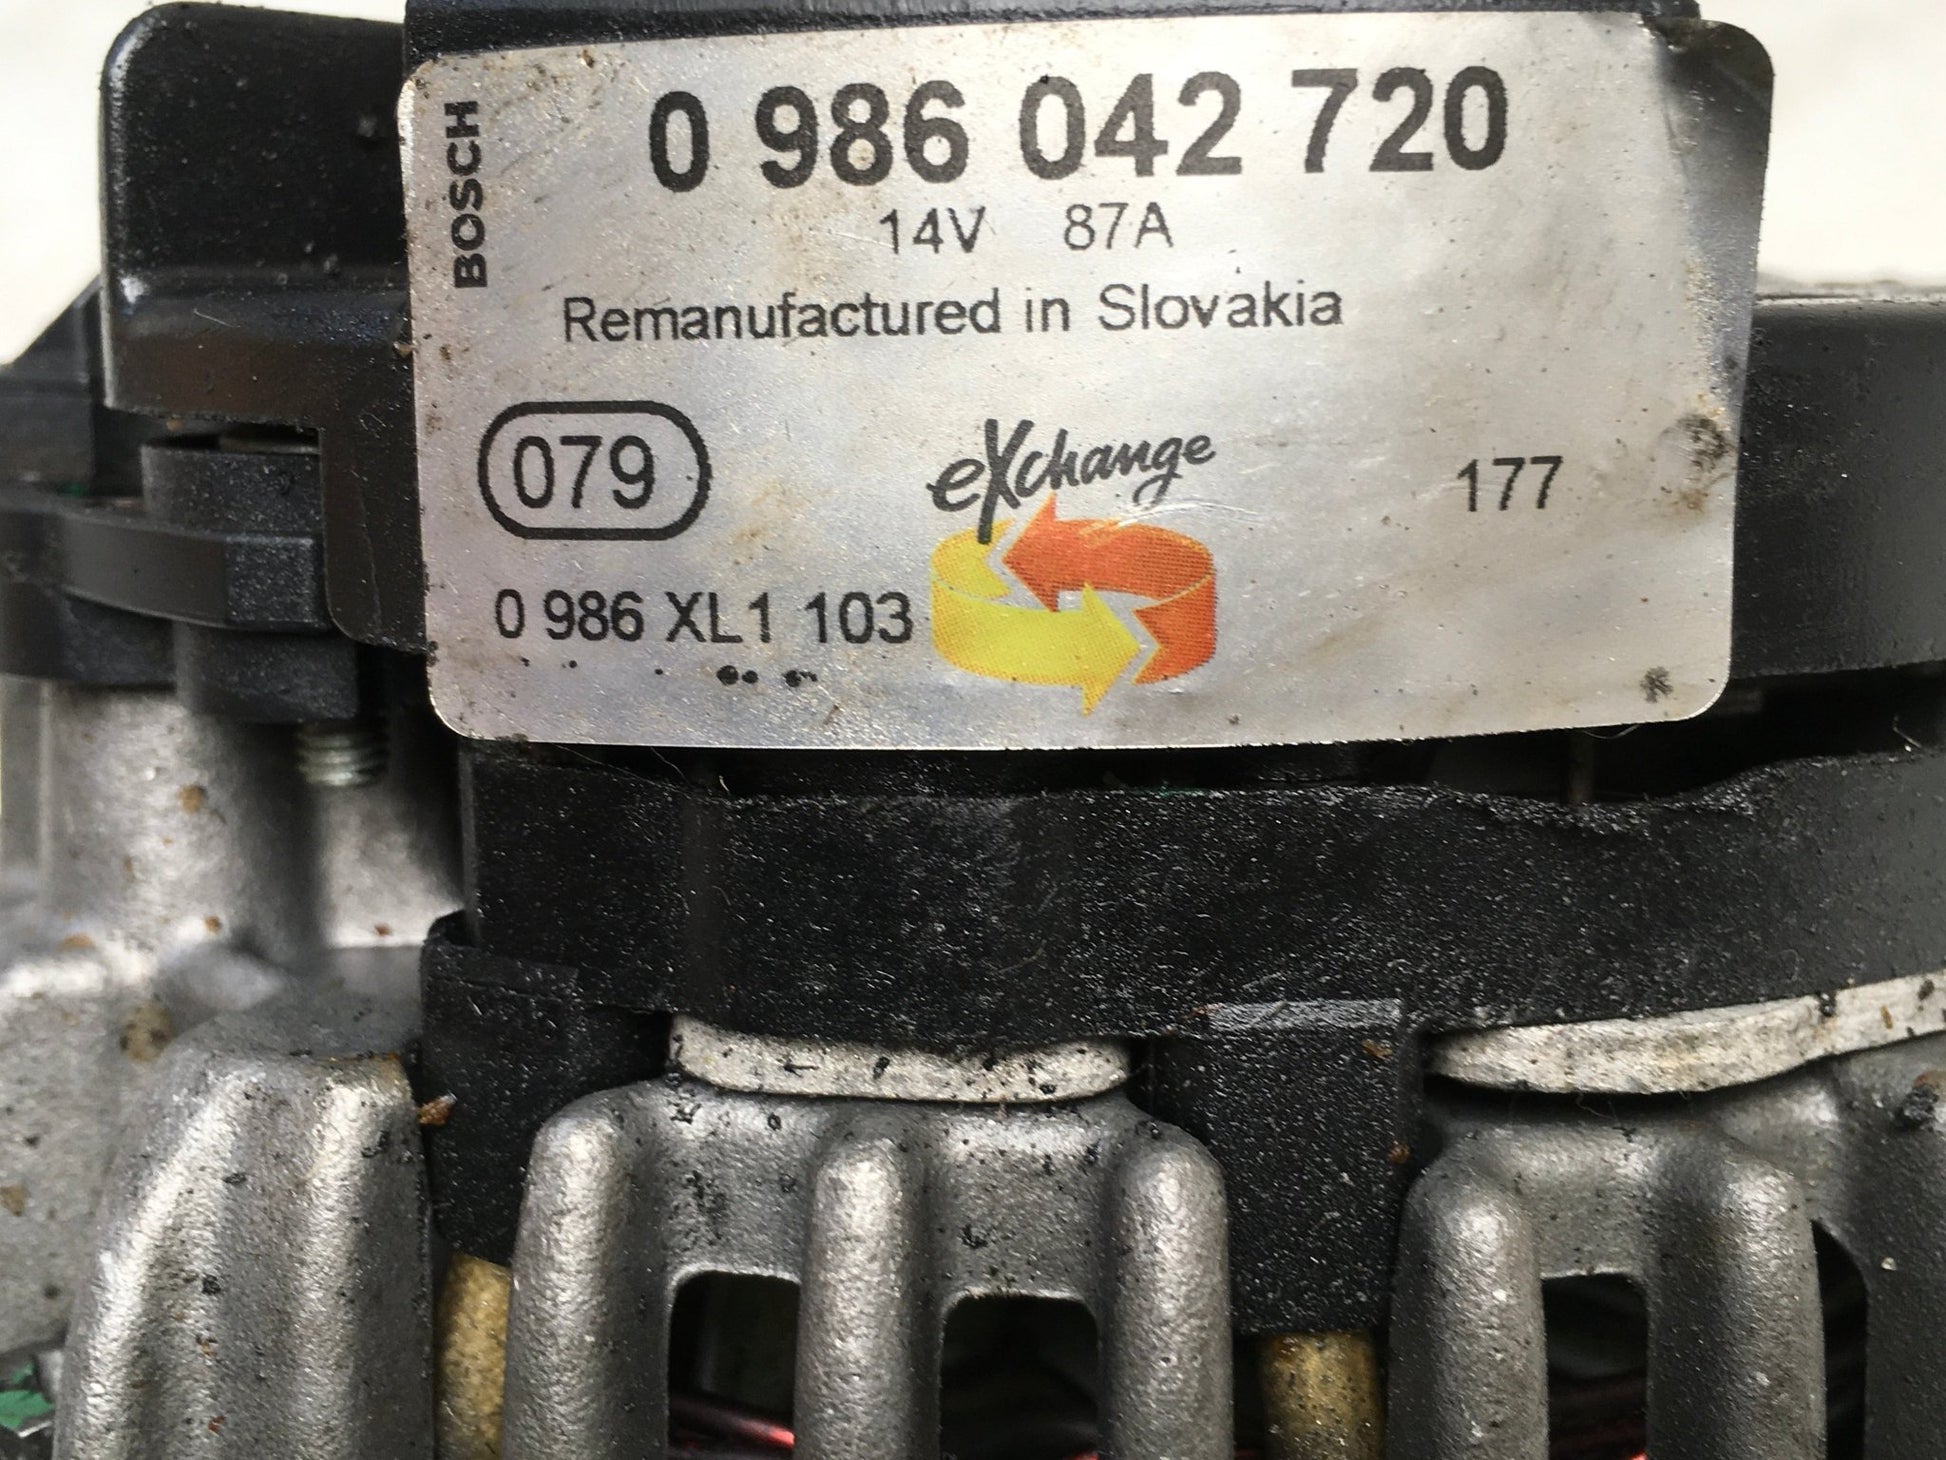 BOSCH
0 986 042 720
14V 87A
Remanufactured in Slovakia
079
eXchange
177
0 986 XL1 103